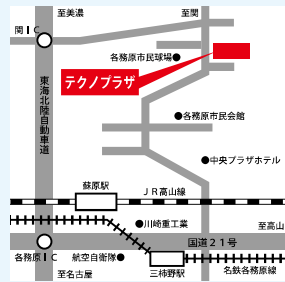 至美濃
至関
関IC
各務原市民球場●
テクノプラザ
東海北陸自動車道
●各務原市民会館
●中央プラザホテル
蘇原駅
JR高山線
●川崎重工業
至高山
国道21号
各務原IC
航空自衛隊●
三柿野駅
名鉄各務原線
至名古屋